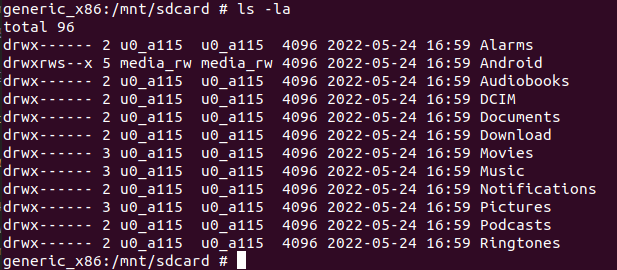 generic_x86:/mnt/sdcard # ls -la
total 96
drwx------ 2 u0_a115  u0_a115  4096 2022-05-24 16:59 Alarms
drwxrws--x 5 media_rw media_rw 4096 2022-05-24 16:59 Android
drwx------ 2 u0_a115  u0_a115  4096 2022-05-24 16:59 Audiobooks
drwx------ 2 u0_a115  u0_a115  4096 2022-05-24 16:59 DCIM
drwx------ 2 u0_a115  u0_a115  4096 2022-05-24 16:59 Documents
drwx------ 2 u0_a115  u0_a115  4096 2022-05-24 16:59 Download
drwx------ 3 u0_a115  u0_a115  4096 2022-05-24 16:59 Movies
drwx------ 3 u0_a115  u0_a115  4096 2022-05-24 16:59 Music
drwx------ 2 u0_a115  u0_a115  4096 2022-05-24 16:59 Notifications
drwx------ 3 u0_a115  u0_a115  4096 2022-05-24 16:59 Pictures
drwx------ 2 u0_a115  u0_a115  4096 2022-05-24 16:59 Podcasts
drwx------ 2 u0_a115  u0_a115  4096 2022-05-24 16:59 Ringtones
generic_x86:/mnt/sdcard #